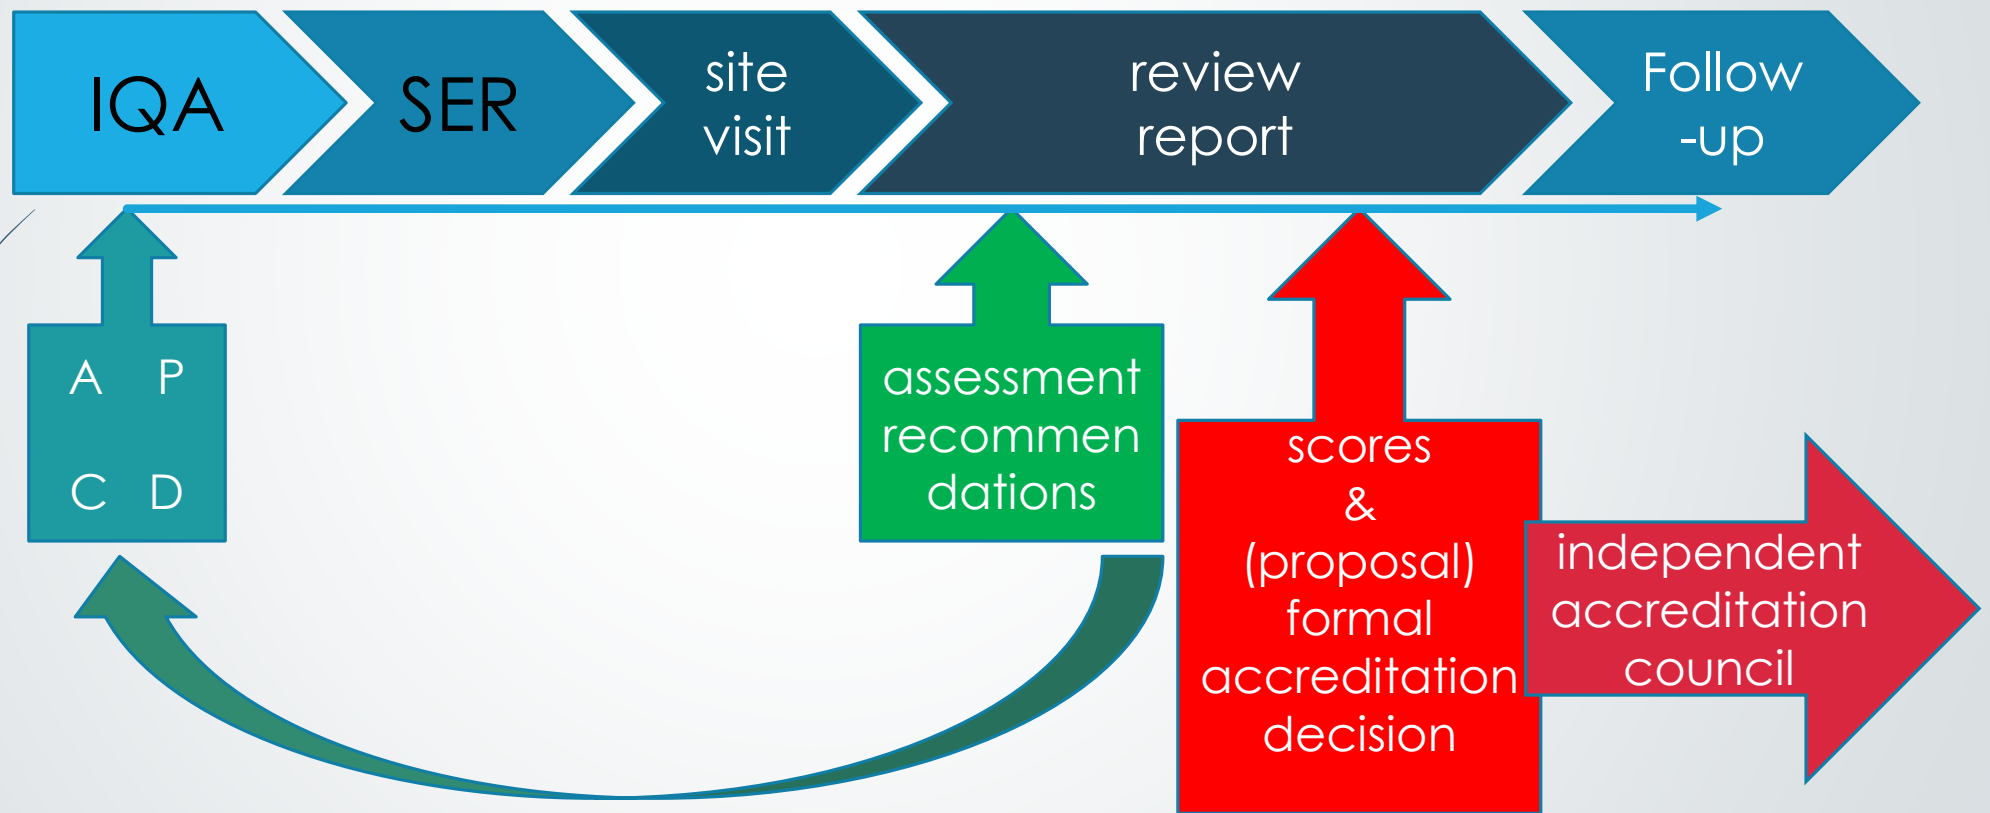 IQA
SER
site
visit
review
report
Follow
-up
A P
C D
assessment
recommen
dations
scores
&
(proposal)
formal
accreditation
decision
independent
accreditation
council